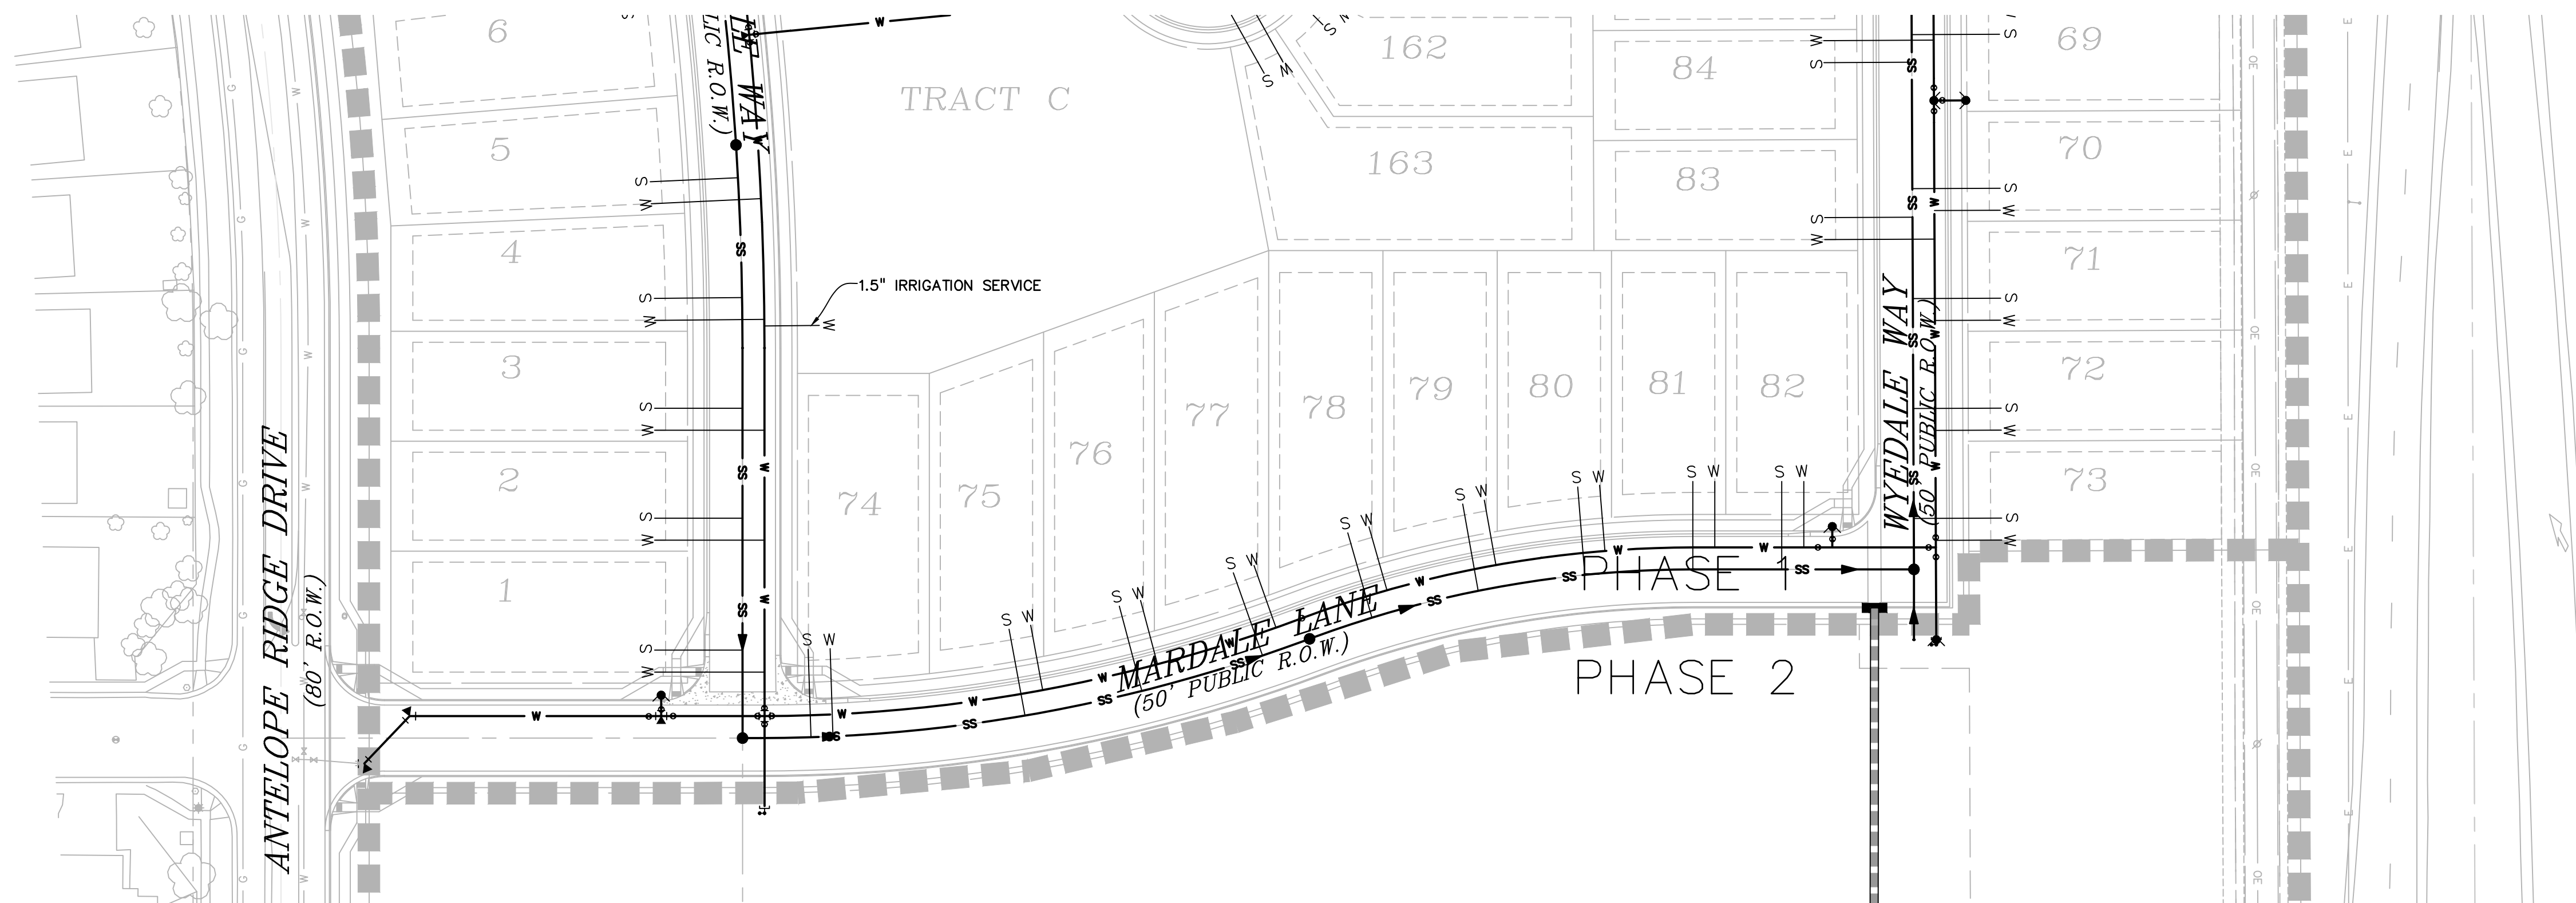 6
5
4
3
2
1
TRACT C
162
163
84
83
69
70
71
72
73
74
75
76
77
78
79
80
81
82
WAY
R.O.W.)
1.5" IRRIGATION SERVICE
ANTELOPE RIDGE DRIVE
(80' R.O.W.)
MARDALE LANE
(50' PUBLIC R.O.W.)
WYEDALE WAY
(50' PUBLIC R.O.W.)
PHASE 1
PHASE 2